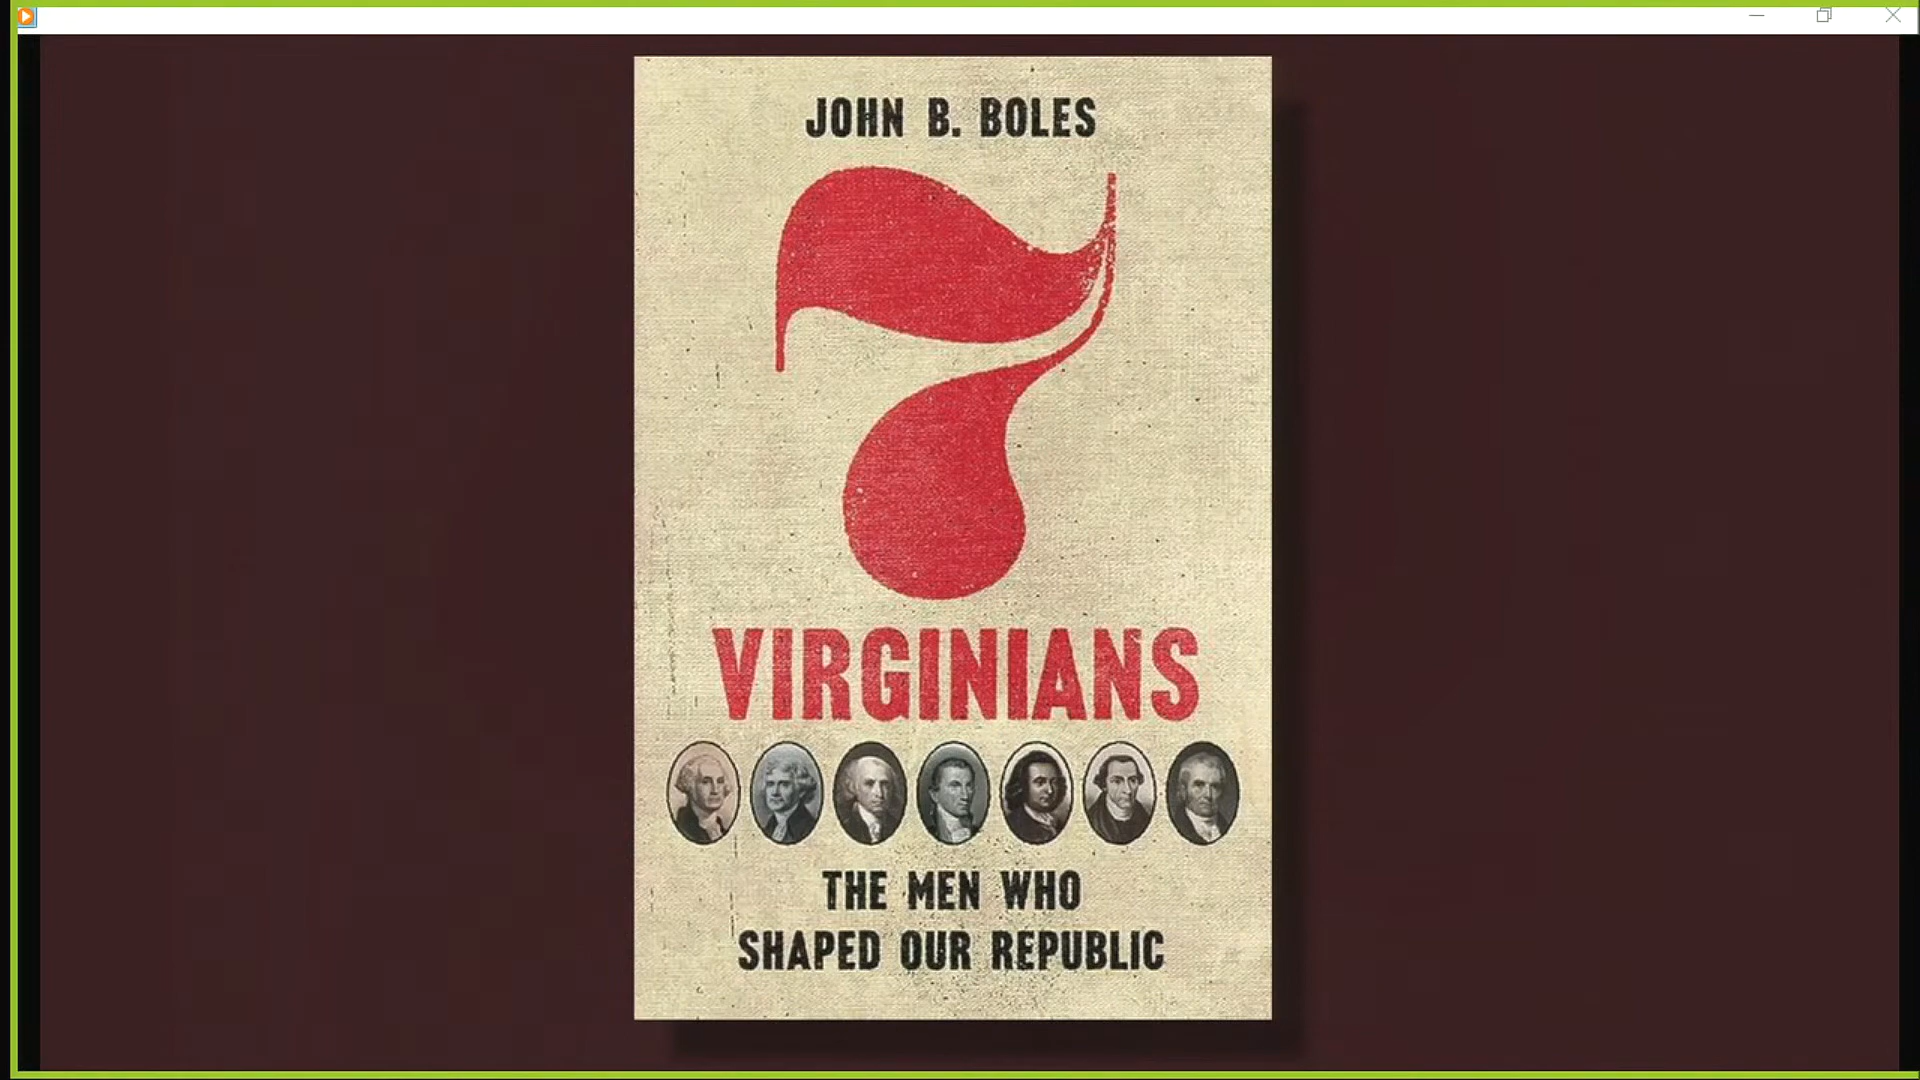 JOHN B. BOLES
7
VIRGINIANS
THE MEN WHO
SHAPED OUR REPUBLIC